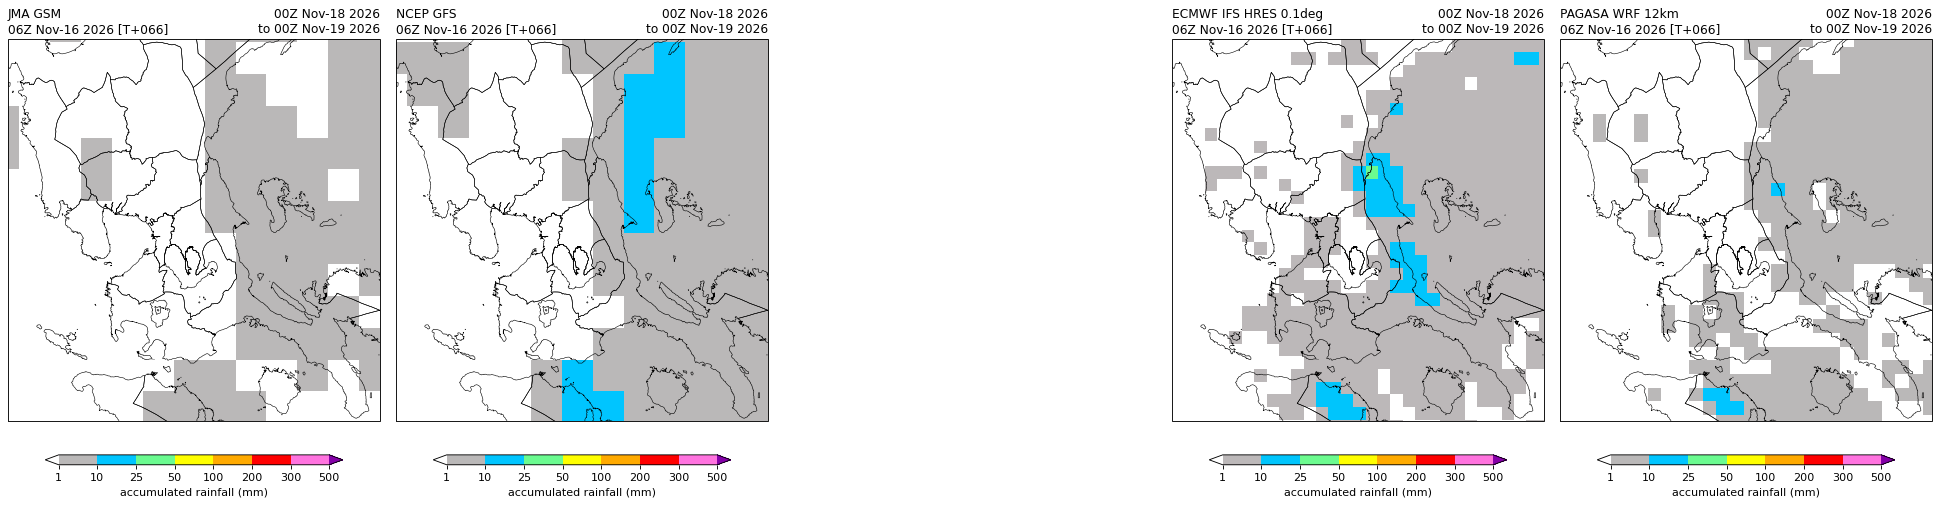 JMA GSM 00Z Nov-18 2026
06Z Nov-16 2026 [T+066] to 00Z Nov-19 2026
NCEP GFS 00Z Nov-18 2026
06Z Nov-16 2026 [T+066] to 00Z Nov-19 2026
ECMWF IFS HRES 0.1deg 00Z Nov-18 2026
06Z Nov-16 2026 [T+066] to 00Z Nov-19 2026
PAGASA WRF 12km 00Z Nov-18 2026
06Z Nov-16 2026 [T+066] to 00Z Nov-19 2026
1 10 25 50 100 200 300 500
accumulated rainfall (mm)
1 10 25 50 100 200 300 500
accumulated rainfall (mm)
1 10 25 50 100 200 300 500
accumulated rainfall (mm)
1 10 25 50 100 200 300 500
accumulated rainfall (mm)